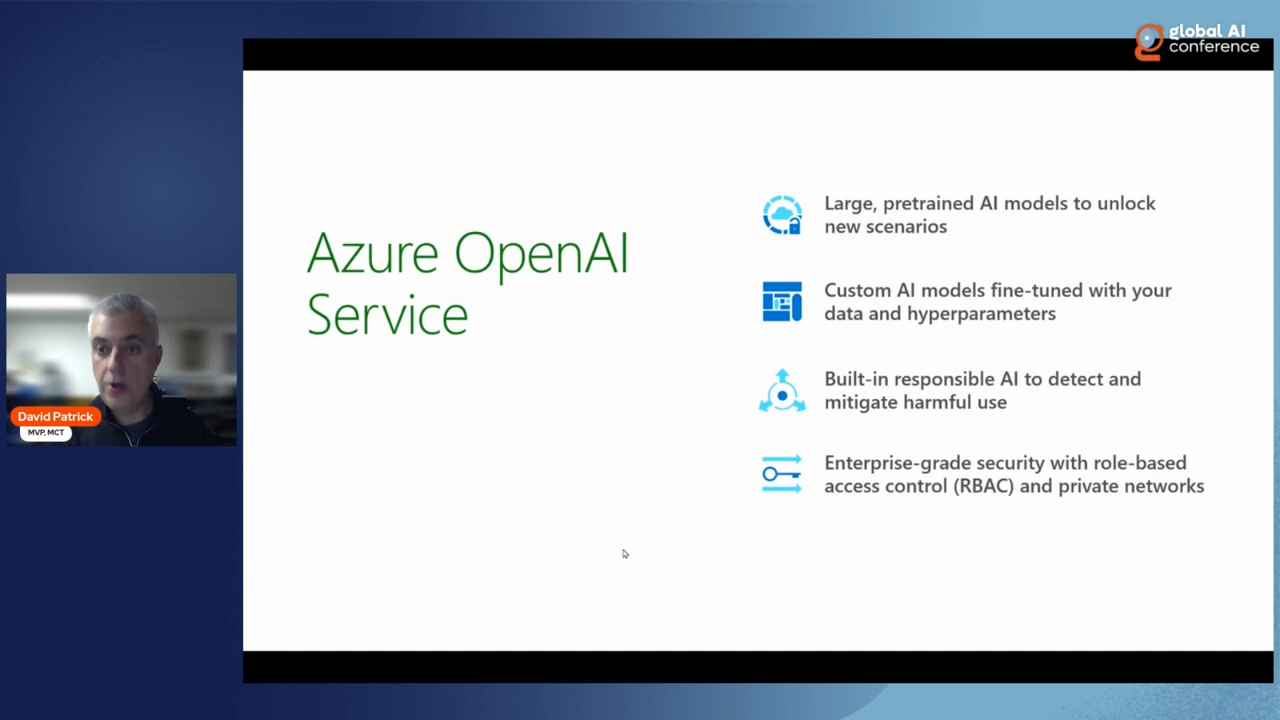 global AI
conference
Azure OpenAI
Service
Large, pretrained AI models to unlock
new scenarios
Custom AI models fine-tuned with your
data and hyperparameters
Built-in responsible AI to detect and
mitigate harmful use
Enterprise-grade security with role-based
access control (RBAC) and private networks
David Patrick
MVP, MCT